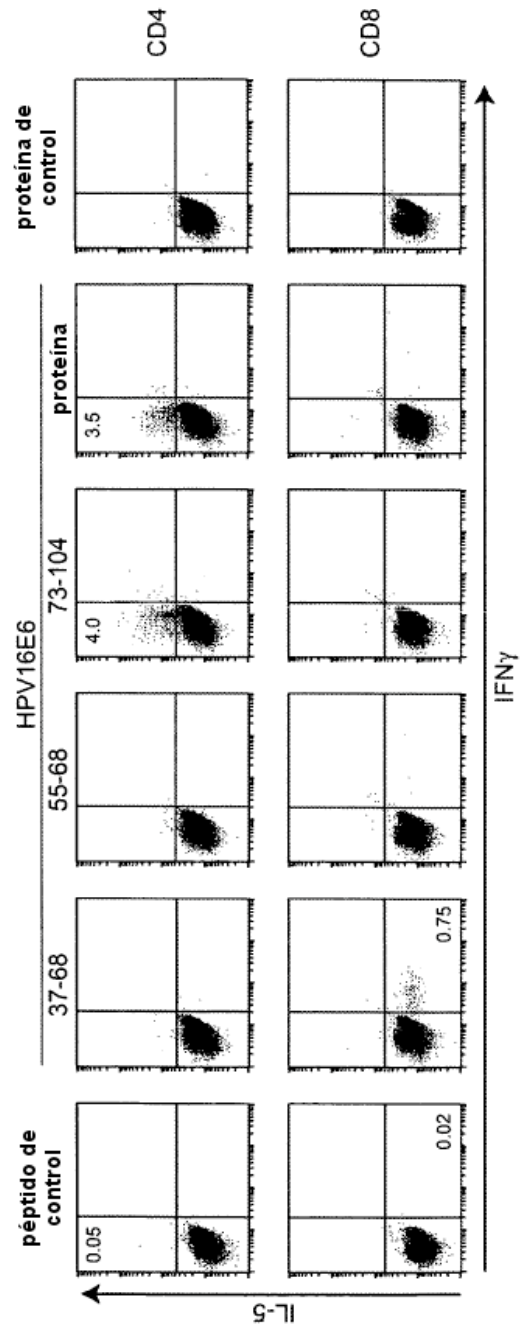 HPV16E6
péptido de
control
37-68
55-68
73-104
proteína
proteína de
control
0.05
4.0
3.5
CD4
0.02
0.75
CD8
IL-5
IFNγ